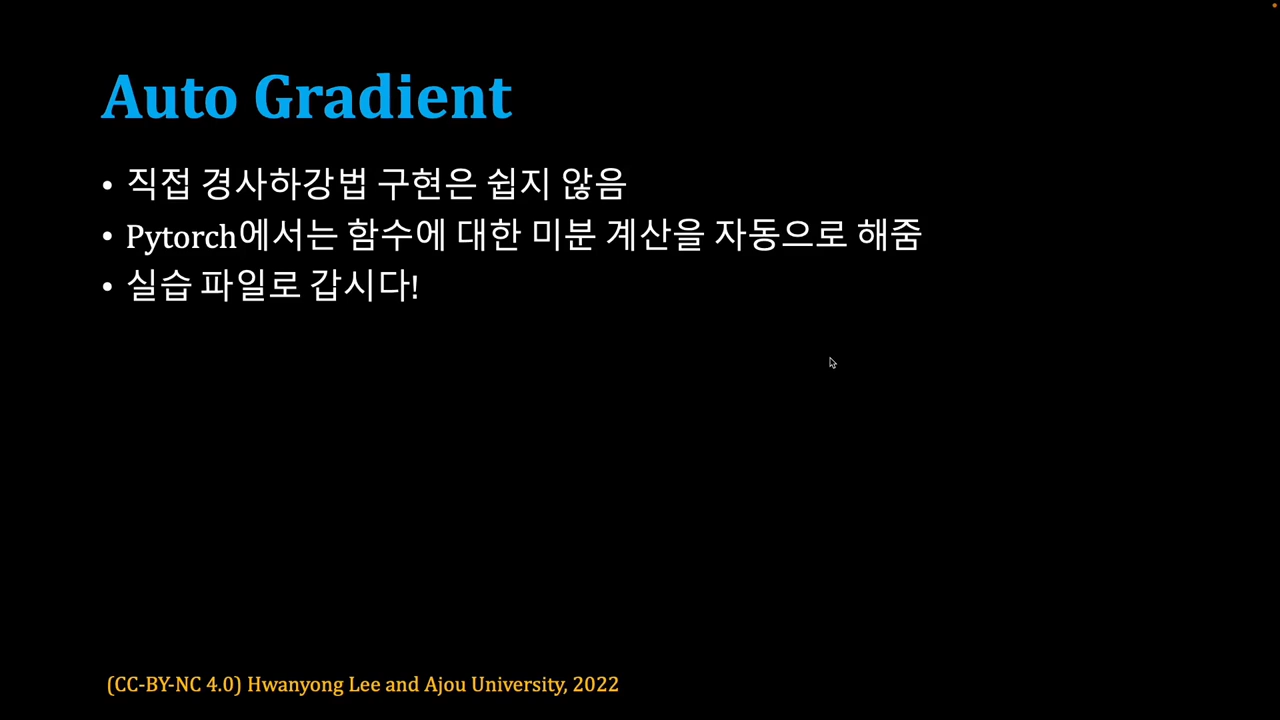 Auto Gradient
• 직접 경사하강법 구현은 쉽지 않음
• Pytorch에서는 함수에 대한 미분 계산을 자동으로 해줌
• 실습 파일로 갑시다!
(CC-BY-NC 4.0) Hwanyong Lee and Ajou University, 2022